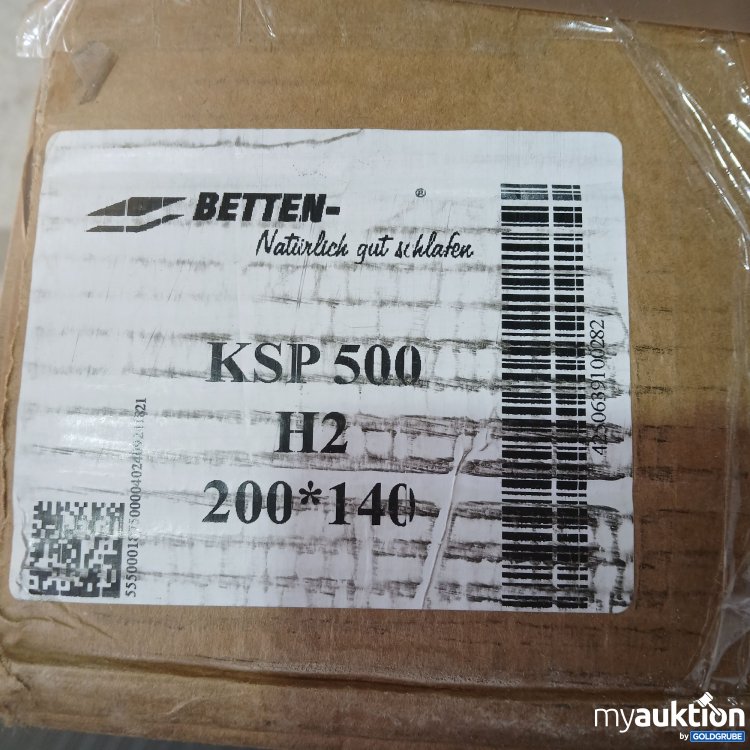 BETTEN- ®
Natürlich gut schlafen
KSP 500
H2
200*140
4250639100282
myauktion
by GOLDGRUBE